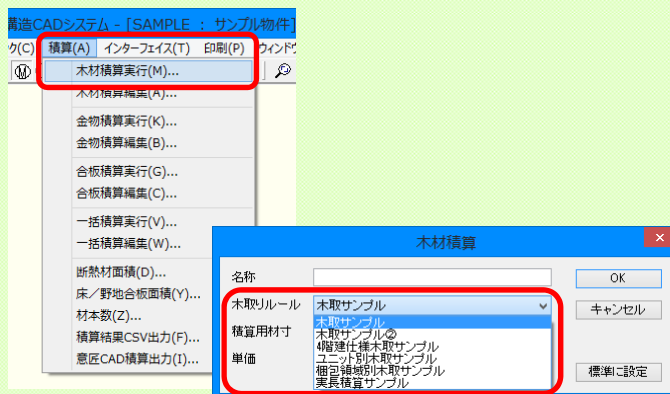 構造CADシステム - [SAMPLE : サンプル物件]
ク(C) 積算(A) インターフェイス(T) 印刷(P) ウィンドウ
M 木材積算実行(M)...
木材積算編集(A)...
金物積算実行(K)...
金物積算編集(B)...
合板積算実行(G)...
合板積算編集(C)...
一括積算実行(V)...
一括積算編集(W)...
断熱材面積(D)...
床／野地合板面積(Y)...
材本数(Z)...
積算結果CSV出力(F)...
意匠CAD積算出力(I)...
木材積算
名称 OK
木取りルール 木取サンプル キャンセル
木取サンプル
積算用材寸 木取サンプル②
4階建仕様木取サンプル
単価 ユニット別木取サンプル
梱包領域別木取サンプル 標準に設定
実長積算サンプル